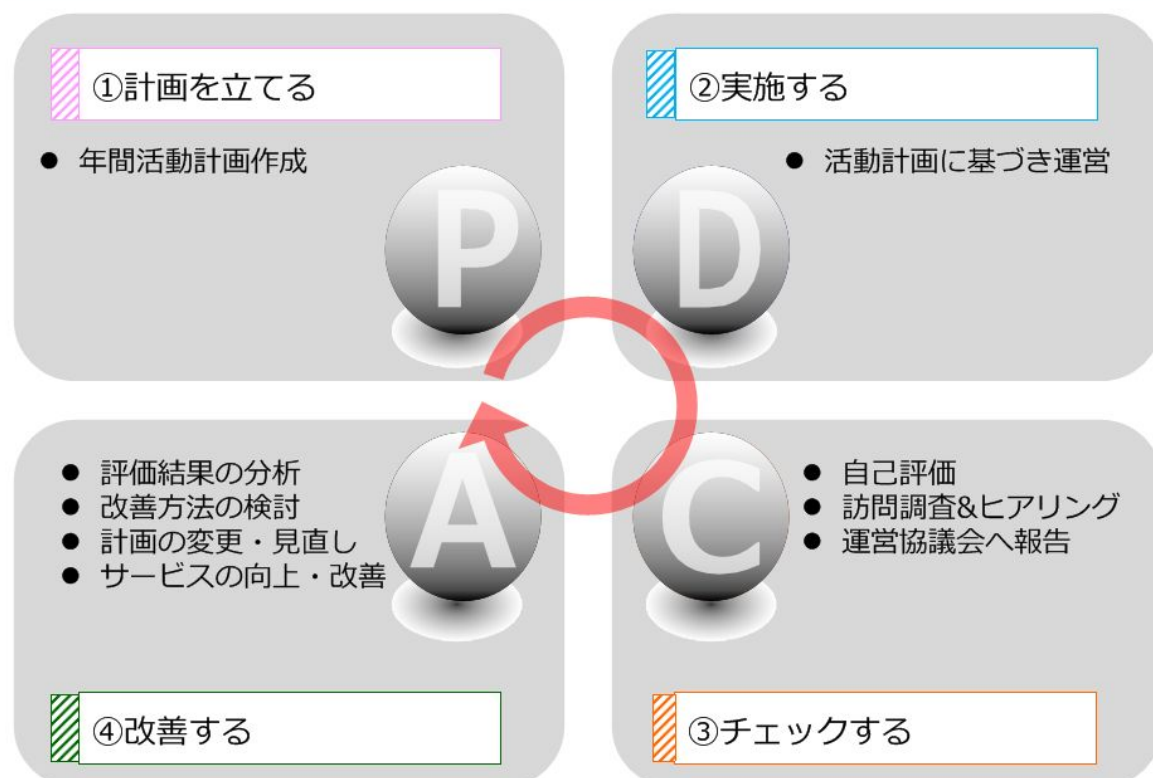 ①計画を立てる
● 年間活動計画作成
P
②実施する
● 活動計画に基づき運営
D
● 自己評価
● 訪問調査&ヒアリング
● 運営協議会へ報告
C
③チェックする
● 評価結果の分析
● 改善方法の検討
● 計画の変更・見直し
● サービスの向上・改善
A
④改善する